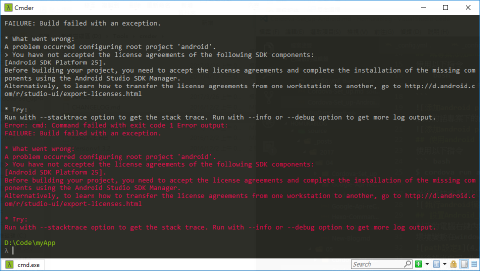 Cmder
FAILURE: Build failed with an exception.
* What went wrong:
A problem occurred configuring root project 'android'.
> You have not accepted the license agreements of the following SDK components:
[Android SDK Platform 25].
Before building your project, you need to accept the license agreements and complete the installation of the missing com
ponents using the Android Studio SDK Manager.
Alternatively, to learn how to transfer the license agreements from one workstation to another, go to http://d.android.c
om/r/studio-ui/export-licenses.html
* Try:
Run with --stacktrace option to get the stack trace. Run with --info or --debug option to get more log output.
Error: cmd: Command failed with exit code 1 Error output:
FAILURE: Build failed with an exception.
* What went wrong:
A problem occurred configuring root project 'android'.
> You have not accepted the license agreements of the following SDK components:
[Android SDK Platform 25].
Before building your project, you need to accept the license agreements and complete the installation of the missing com
ponents using the Android Studio SDK Manager.
Alternatively, to learn how to transfer the license agreements from one workstation to another, go to http://d.android.c
om/r/studio-ui/export-licenses.html
* Try:
Run with --stacktrace option to get the stack trace. Run with --info or --debug option to get more log output.
D:\Code\myApp
λ
cmd.exe
Search